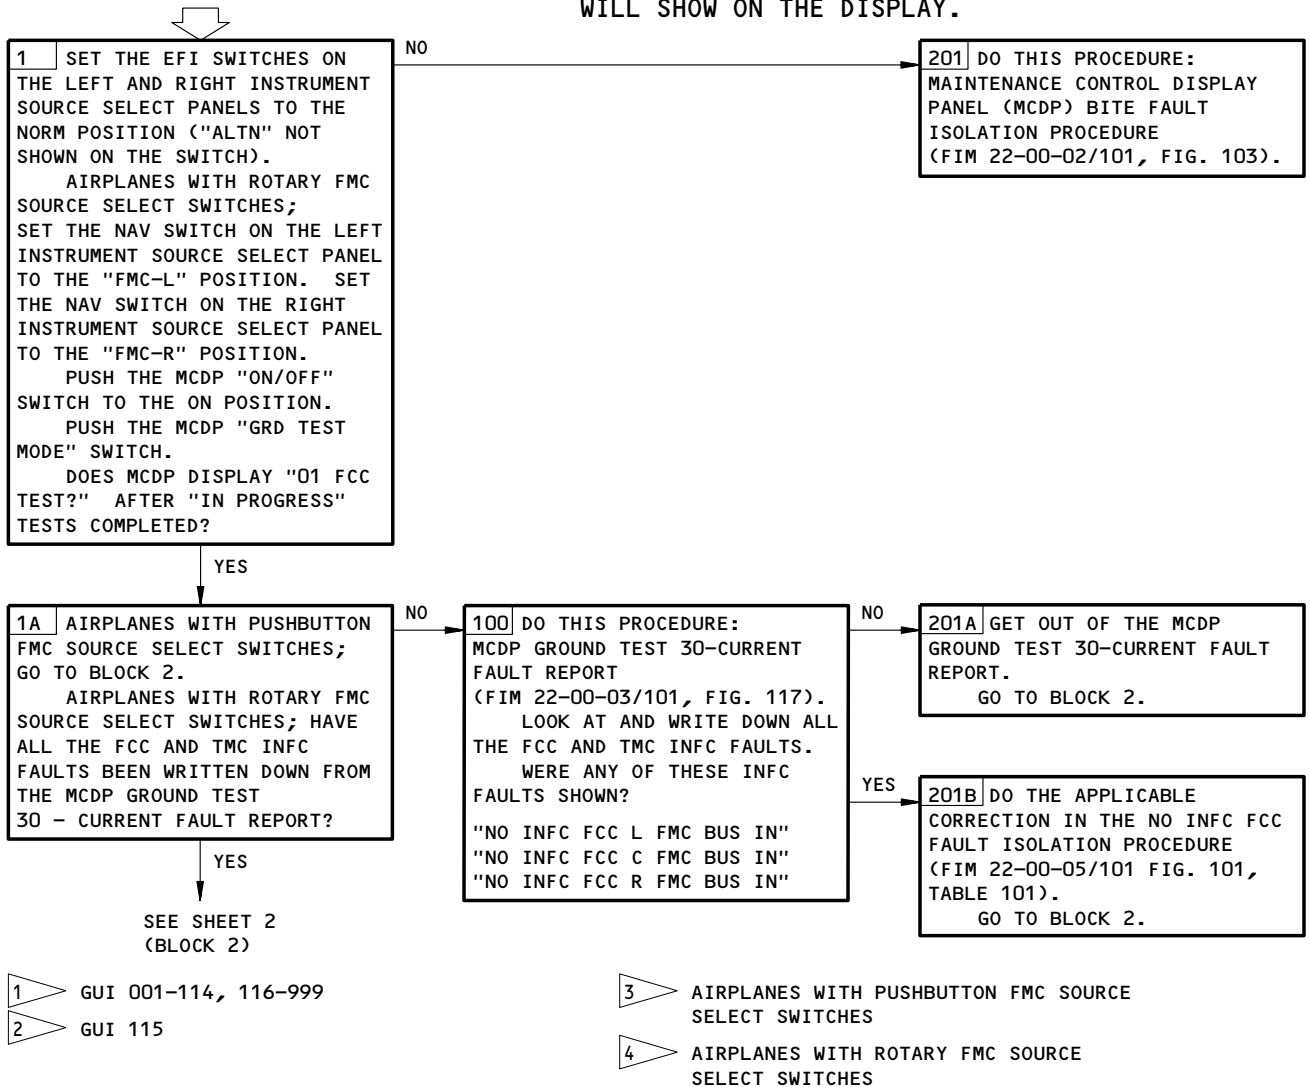 WILL SHOW ON THE DISPLAY.
1 SET THE EFI SWITCHES ON
THE LEFT AND RIGHT INSTRUMENT
SOURCE SELECT PANELS TO THE
NORM POSITION ("ALTN" NOT
SHOWN ON THE SWITCH).
AIRPLANES WITH ROTARY FMC
SOURCE SELECT SWITCHES;
SET THE NAV SWITCH ON THE LEFT
INSTRUMENT SOURCE SELECT PANEL
TO THE "FMC-L" POSITION. SET
THE NAV SWITCH ON THE RIGHT
INSTRUMENT SOURCE SELECT PANEL
TO THE "FMC-R" POSITION.
PUSH THE MCDP "ON/OFF"
SWITCH TO THE ON POSITION.
PUSH THE MCDP "GRD TEST
MODE" SWITCH.
DOES MCDP DISPLAY "01 FCC
TEST?" AFTER "IN PROGRESS"
TESTS COMPLETED?
NO
201 DO THIS PROCEDURE:
MAINTENANCE CONTROL DISPLAY
PANEL (MCDP) BITE FAULT
ISOLATION PROCEDURE
(FIM 22-00-02/101, FIG. 103).
YES
1A AIRPLANES WITH PUSHBUTTON
FMC SOURCE SELECT SWITCHES;
GO TO BLOCK 2.
AIRPLANES WITH ROTARY FMC
SOURCE SELECT SWITCHES; HAVE
ALL THE FCC AND TMC INFC
FAULTS BEEN WRITTEN DOWN FROM
THE MCDP GROUND TEST
30 - CURRENT FAULT REPORT?
NO
100 DO THIS PROCEDURE:
MCDP GROUND TEST 30-CURRENT
FAULT REPORT
(FIM 22-00-03/101, FIG. 117).
LOOK AT AND WRITE DOWN ALL
THE FCC AND TMC INFC FAULTS.
WERE ANY OF THESE INFC
FAULTS SHOWN?
"NO INFC FCC L FMC BUS IN"
"NO INFC FCC C FMC BUS IN"
"NO INFC FCC R FMC BUS IN"
NO
201A GET OUT OF THE MCDP
GROUND TEST 30-CURRENT FAULT
REPORT.
GO TO BLOCK 2.
YES
201B DO THE APPLICABLE
CORRECTION IN THE NO INFC FCC
FAULT ISOLATION PROCEDURE
(FIM 22-00-05/101 FIG. 101,
TABLE 101).
GO TO BLOCK 2.
YES
SEE SHEET 2
(BLOCK 2)
1 GUI 001-114, 116-999
2 GUI 115
3 AIRPLANES WITH PUSHBUTTON FMC SOURCE
SELECT SWITCHES
4 AIRPLANES WITH ROTARY FMC SOURCE
SELECT SWITCHES